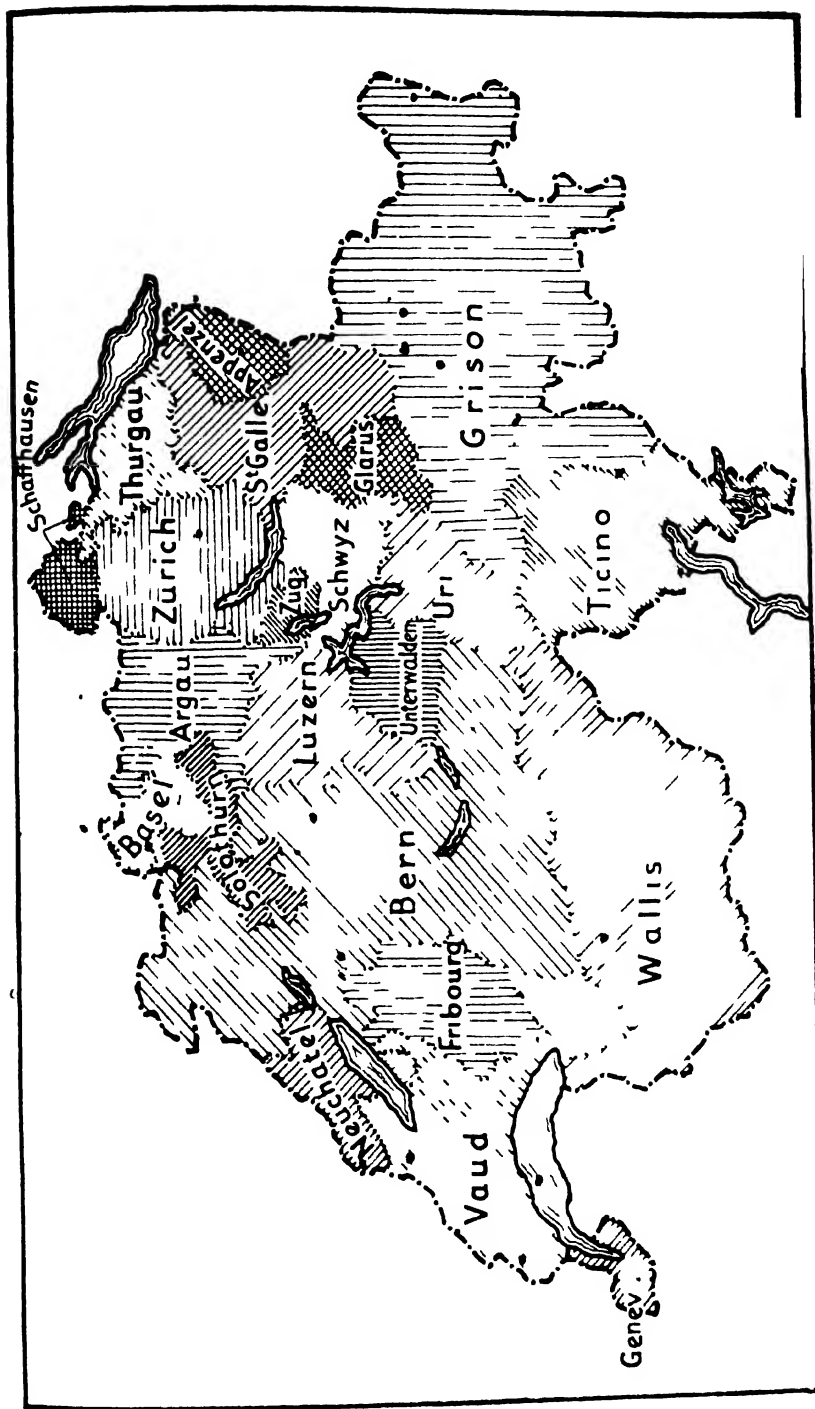 Schaffhausen
Basel
Argau
Zürich
Thurgau
Solothurn
Luzern
Zug
St Galle
Appenzel
Neuchatel
Schwyz
Glarus
Bern
Unterwalden
Uri
Fribourg
Grison
Vaud
Ticino
Wallis
Genev